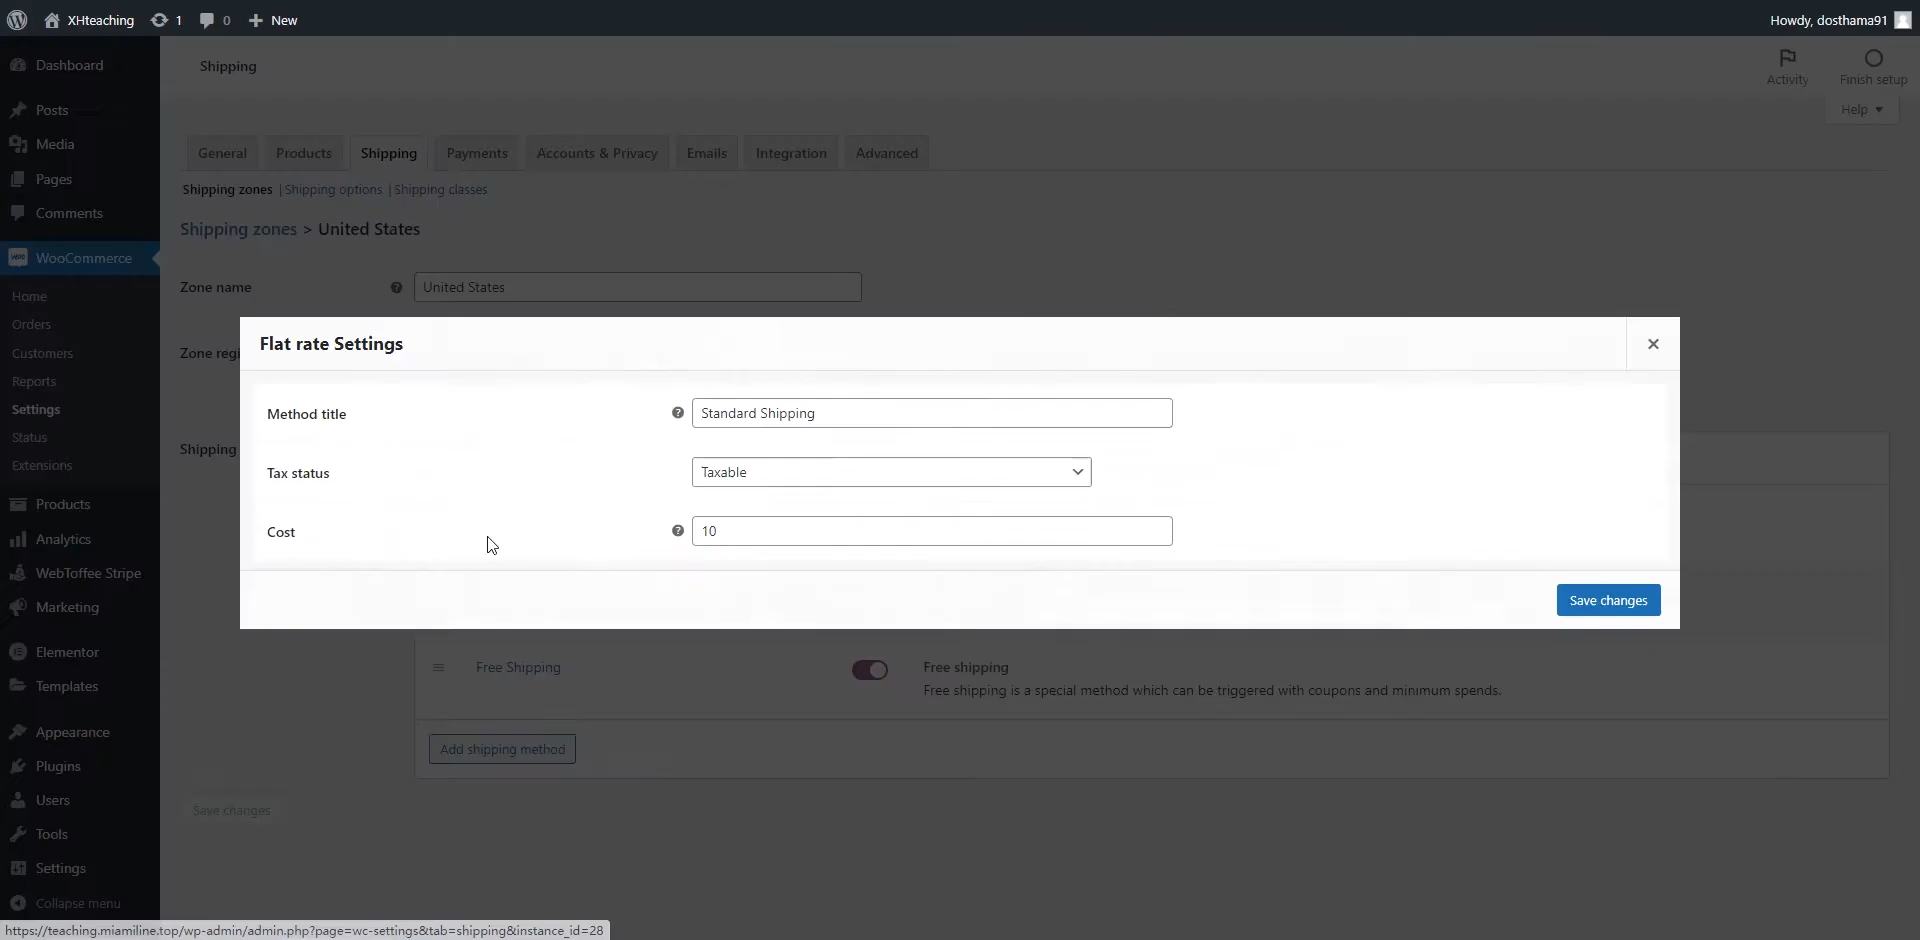 XHteaching 1 0 New Howdy, dosthama91
Dashboard
Posts
Media
Pages
Comments
WooCommerce
Home
Orders
Customers
Reports
Settings
Status
Extensions
Products
Analytics
WebToffee Stripe
Marketing
Elementor
Templates
Appearance
Plugins
Users
Tools
Settings
Collapse menu
Shipping
Activity
Finish setup
Help
General Products Shipping Payments Accounts & Privacy Emails Integration Advanced
Shipping zones | Shipping options | Shipping classes
Shipping zones > United States
Zone name
United States
Zone regi
Shipping
Flat rate Settings
Method title
Standard Shipping
Tax status
Taxable
Cost
10
Save changes
Free Shipping
Free shipping
Free shipping is a special method which can be triggered with coupons and minimum spends.
Add shipping method
Save changes
https://teaching.miamiline.top/wp-admin/admin.php?page=wc-settings&tab=shipping&instance_id=28